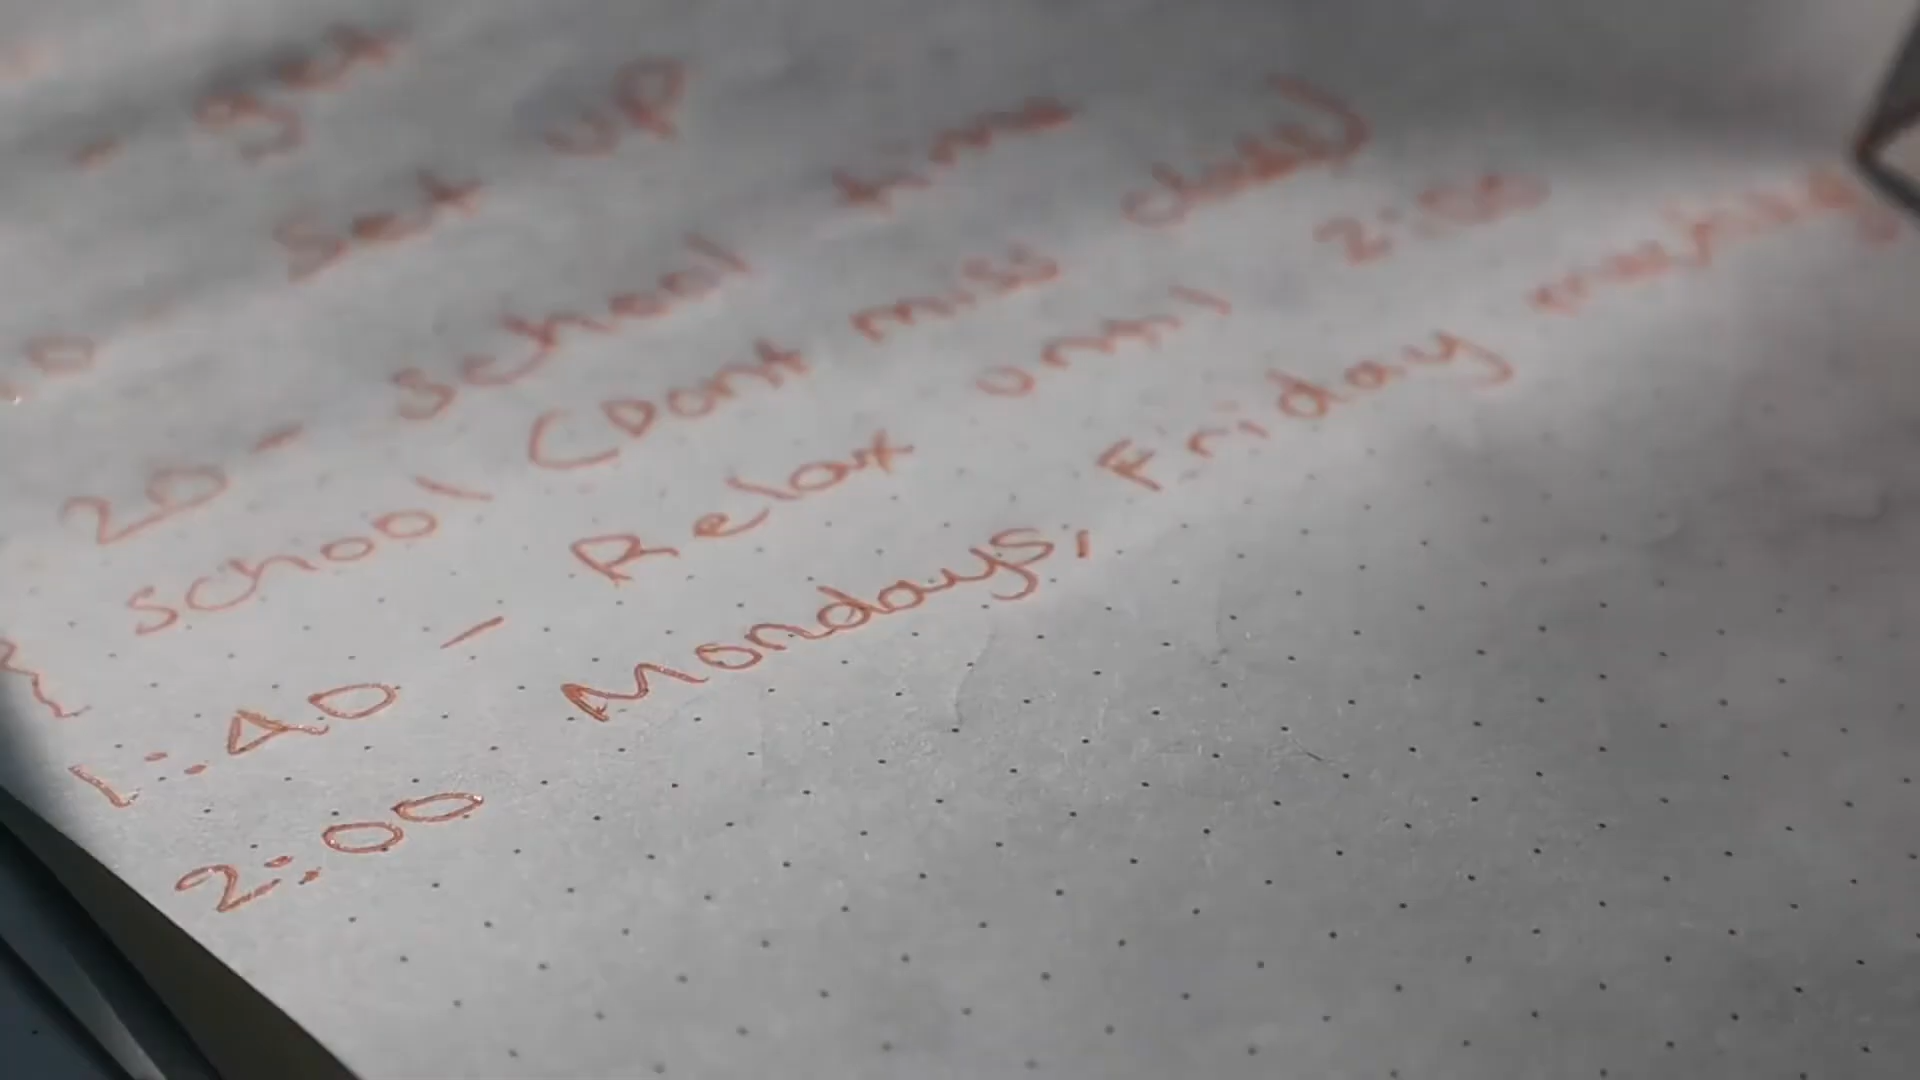 - get
set up
20 - School time
School (Dont miss class)
1:40 - Relax until 2:00
2:00 Mondays, Friday